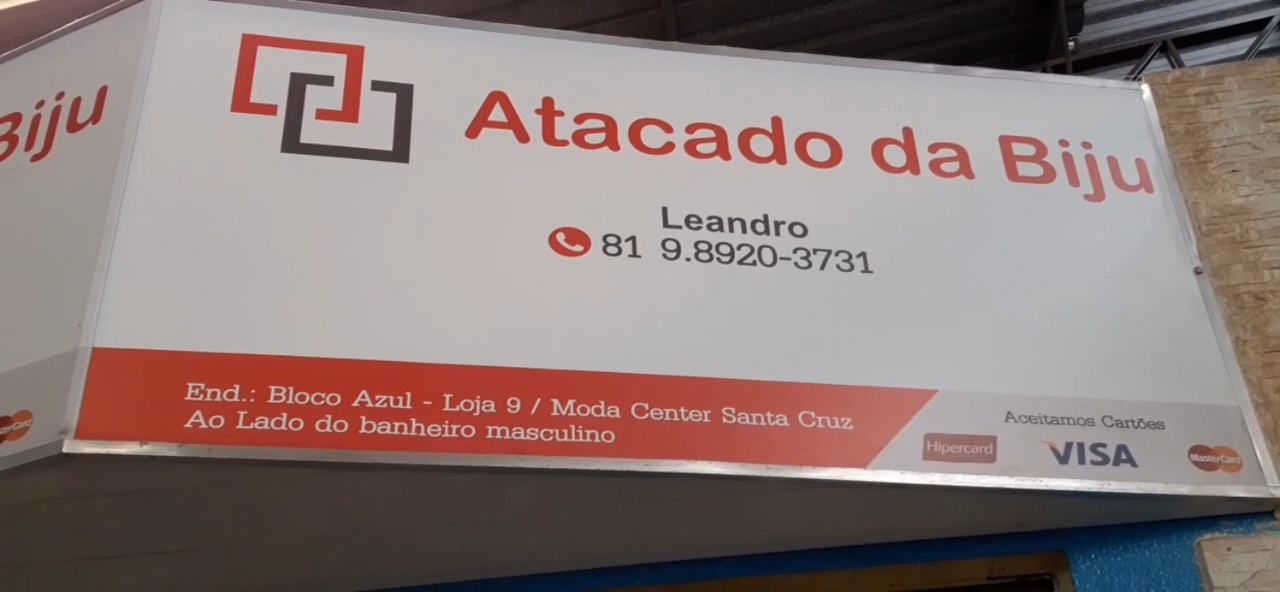 Biju
Atacado da Biju
Leandro
81 9.8920-3731
End.: Bloco Azul - Loja 9 / Moda Center Santa Cruz
Ao Lado do banheiro masculino
Aceitamos Cartões
Hipercard
VISA
MasterCard